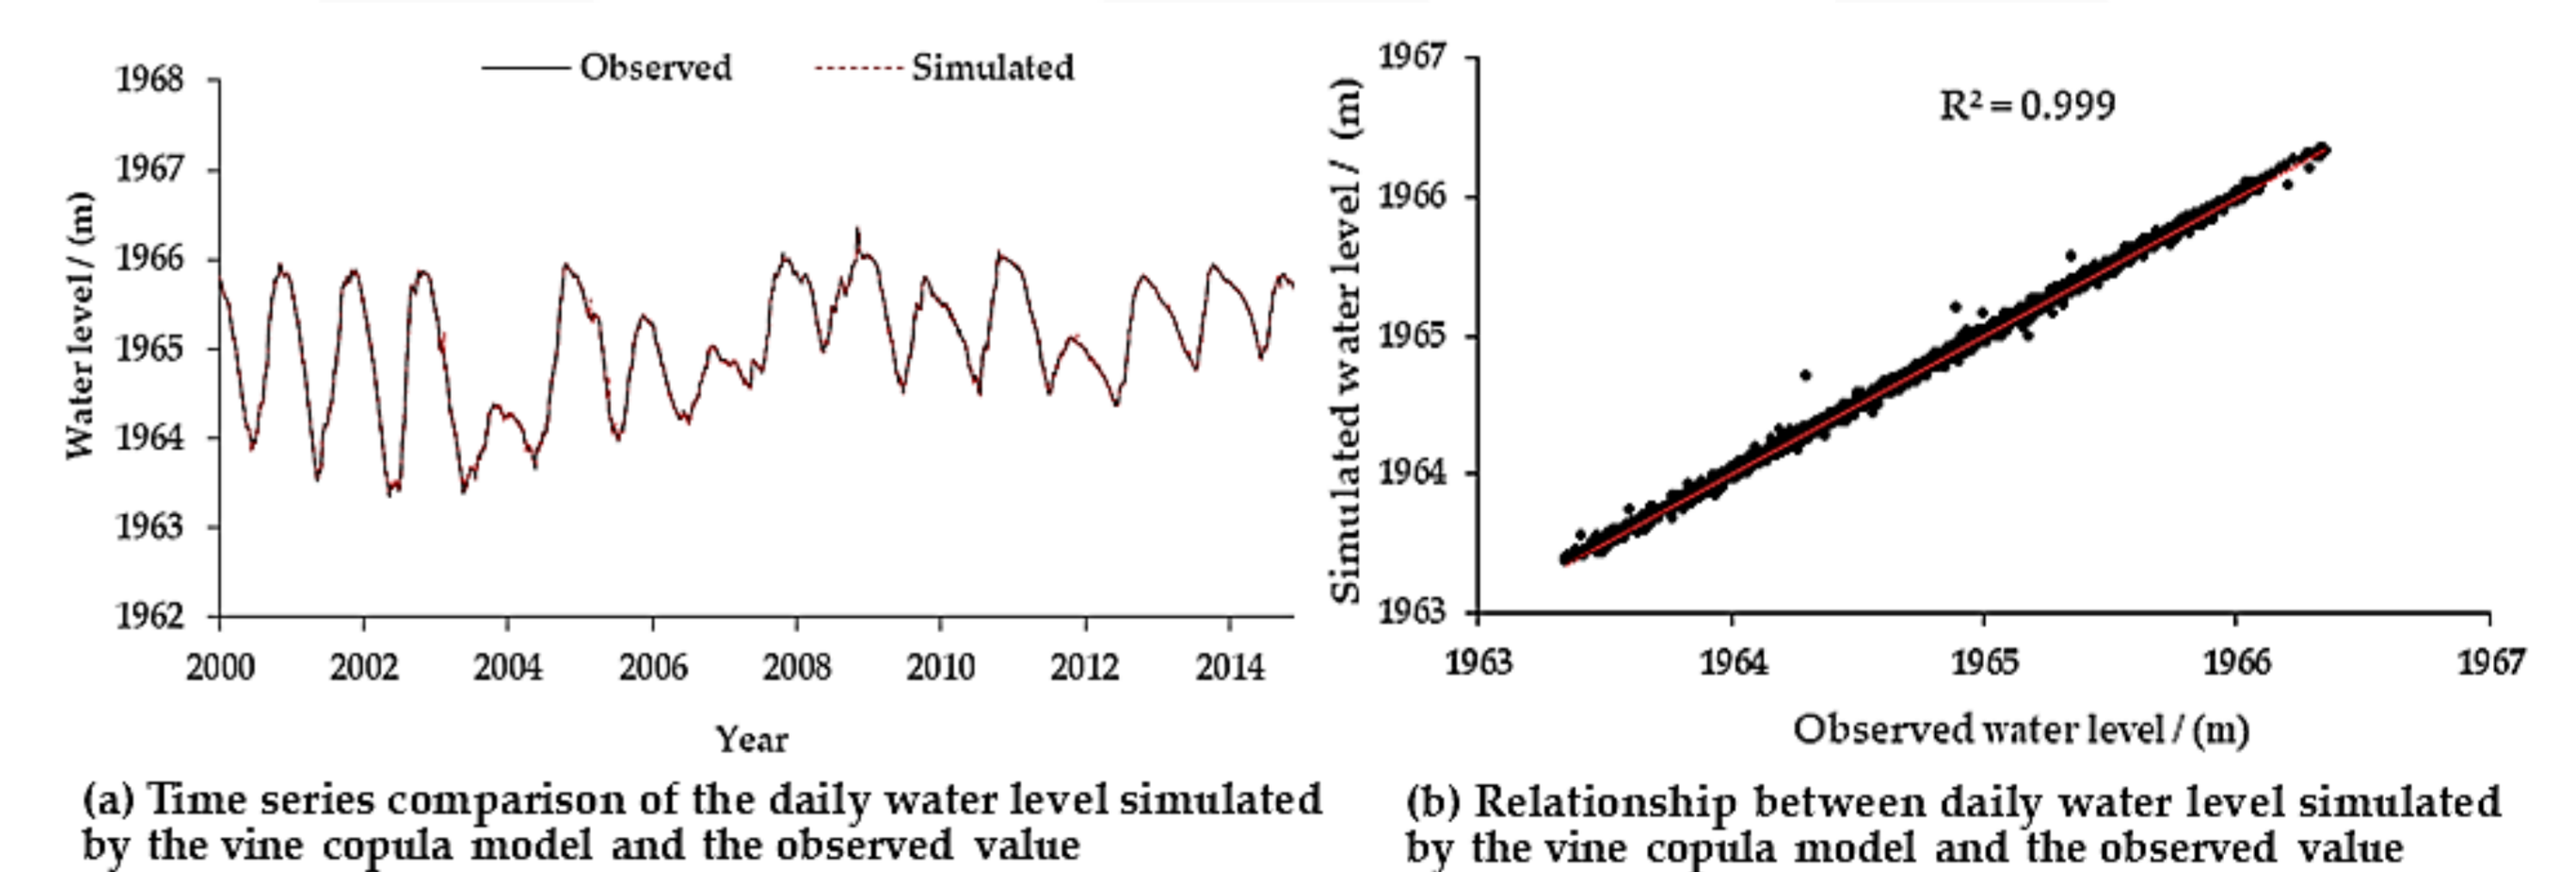 Observed
Simulated
1968
1967
1966
1965
1964
1963
1962
Water level/ (m)
2000 2002 2004 2006 2008 2010 2012 2014
Year
(a) Time series comparison of the daily water level simulated
by the vine copula model and the observed value
R² = 0.999
1967
1966
1965
1964
1963
Simulated water level / (m)
1963 1964 1965 1966 1967
Observed water level / (m)
(b) Relationship between daily water level simulated
by the vine copula model and the observed value